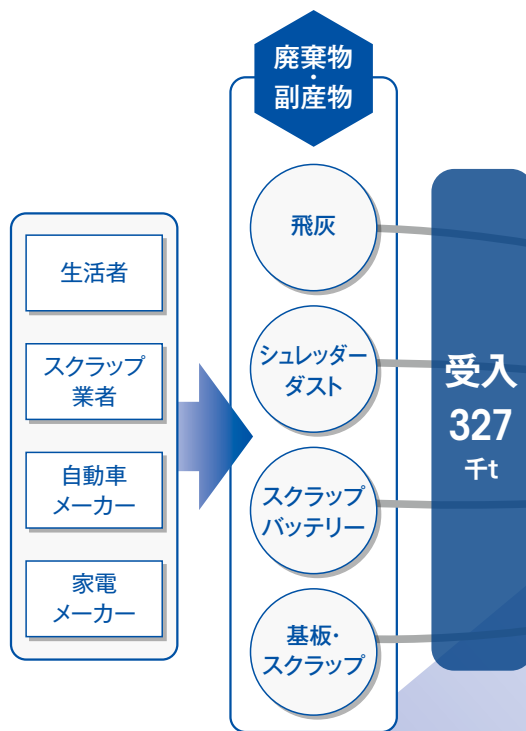 廃棄物
・
副産物
生活者
スクラップ
業者
自動車
メーカー
家電
メーカー
飛灰
シュレッダー
ダスト
スクラップ
バッテリー
基板・
スクラップ
受入
327
千t